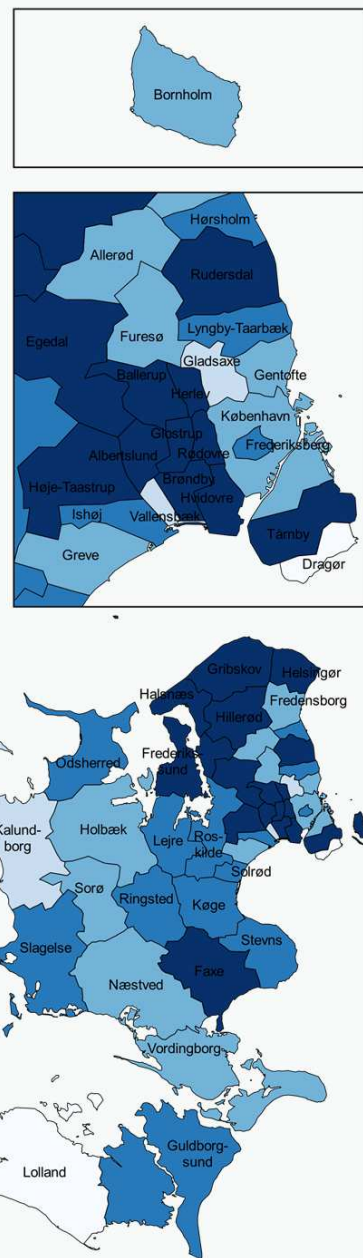 Bornholm
Hørsholm
Allerød
Rudersdal
Egedal
Furesø
Lyngby-Taarbæk
Gladsaxe
Ballerup
Gentofte
Herlev
København
Glostrup
Frederiksberg
Albertslund
Rødovre
Høje-Taastrup
Brøndby
Hvidovre
Ishøj
Vallensbæk
Tårnby
Greve
Dragør
Gribskov
Helsingør
Halsnæs
Fredensborg
Hillerød
Frederik-
sund
Odsherred
Kalund-
borg
Holbæk
Lejre
Ros-
kilde
Solrød
Sorø
Ringsted
Køge
Slagelse
Stevns
Faxe
Næstved
Vordingborg
Guldborg-
sund
Lolland